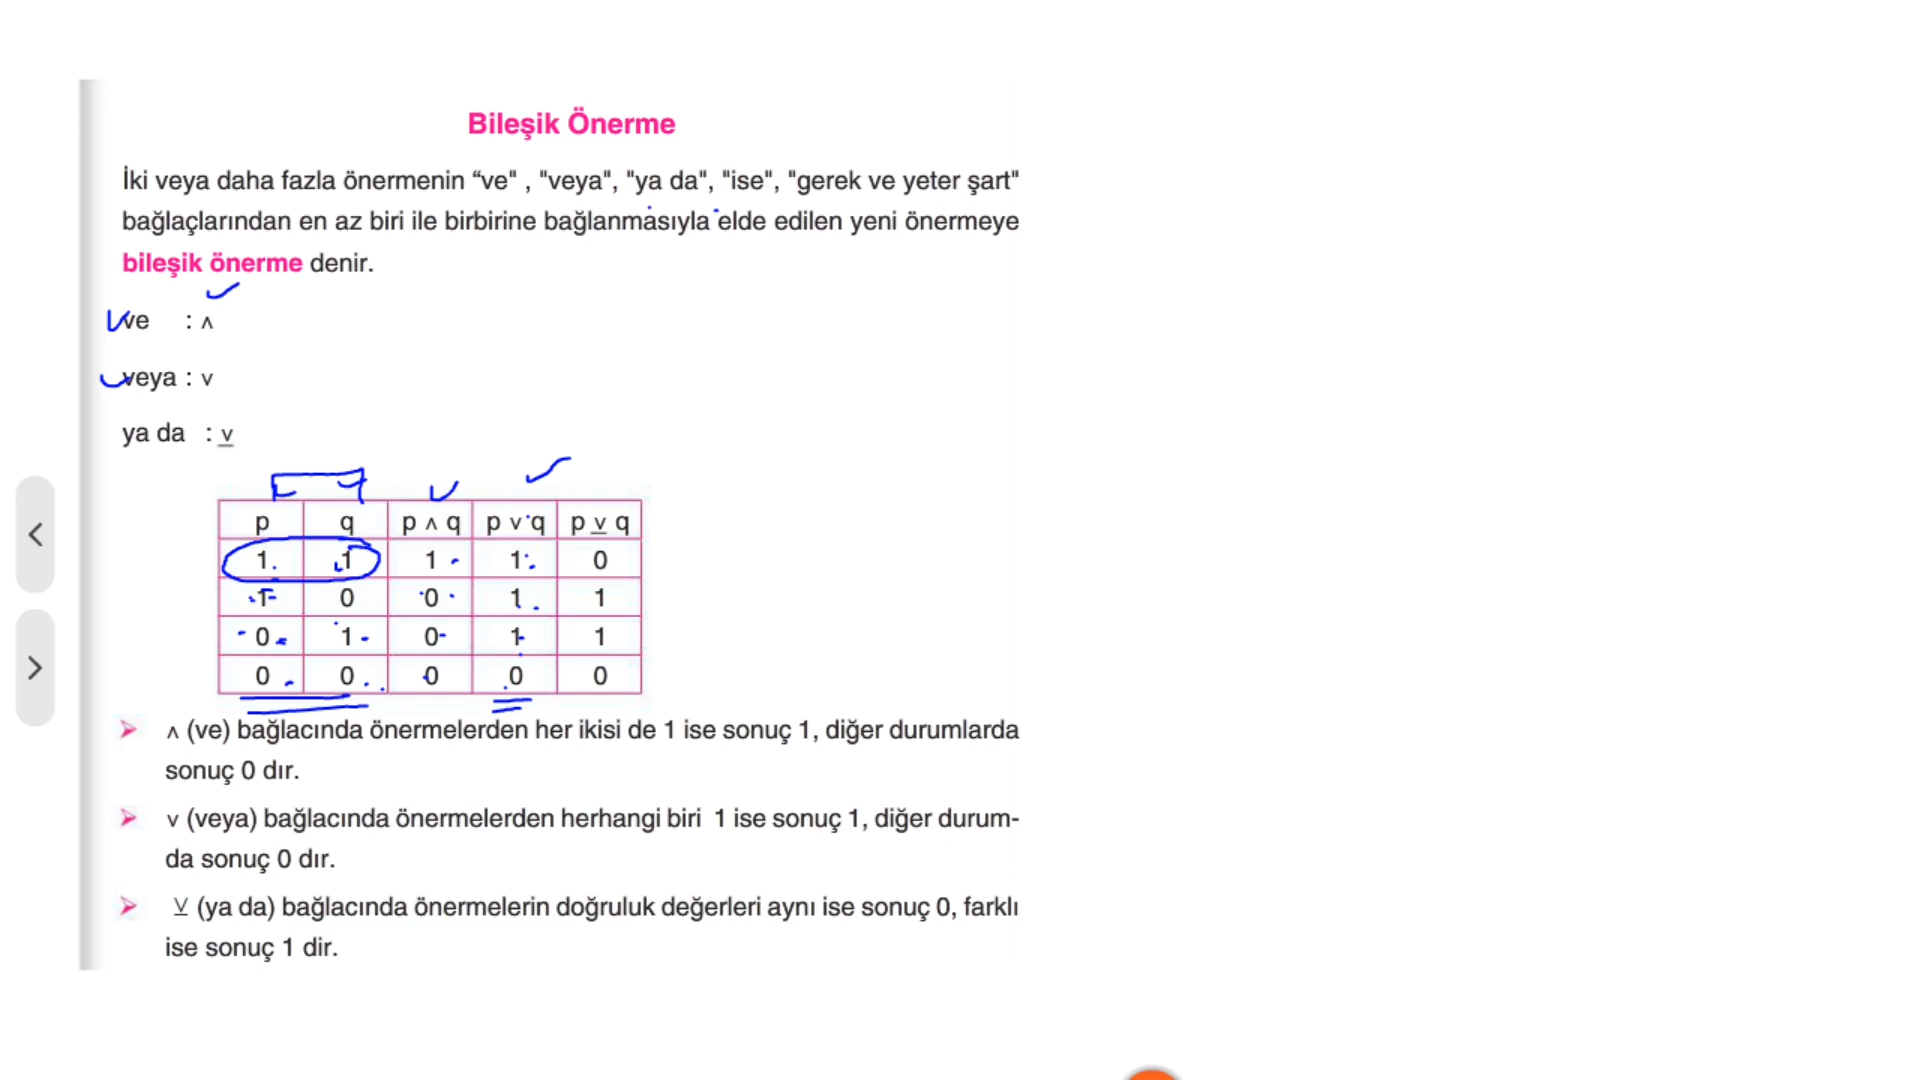 Bileşik Önerme
İki veya daha fazla önermenin “ve" , "veya", "ya da", "ise", "gerek ve yeter şart"
bağlaçlarından en az biri ile birbirine bağlanmasıyla elde edilen yeni önermeye
bileşik önerme denir.
ve : ∧
veya : ∨
ya da : ⊻
p q p ∧ q p ∨ q p ⊻ q
1 1 1 1 0
1 0 0 1 1
0 1 0 1 1
0 0 0 0 0
∧ (ve) bağlacında önermelerden her ikisi de 1 ise sonuç 1, diğer durumlarda
sonuç 0 dır.
∨ (veya) bağlacında önermelerden herhangi biri 1 ise sonuç 1, diğer durum-
da sonuç 0 dır.
⊻ (ya da) bağlacında önermelerin doğruluk değerleri aynı ise sonuç 0, farklı
ise sonuç 1 dir.